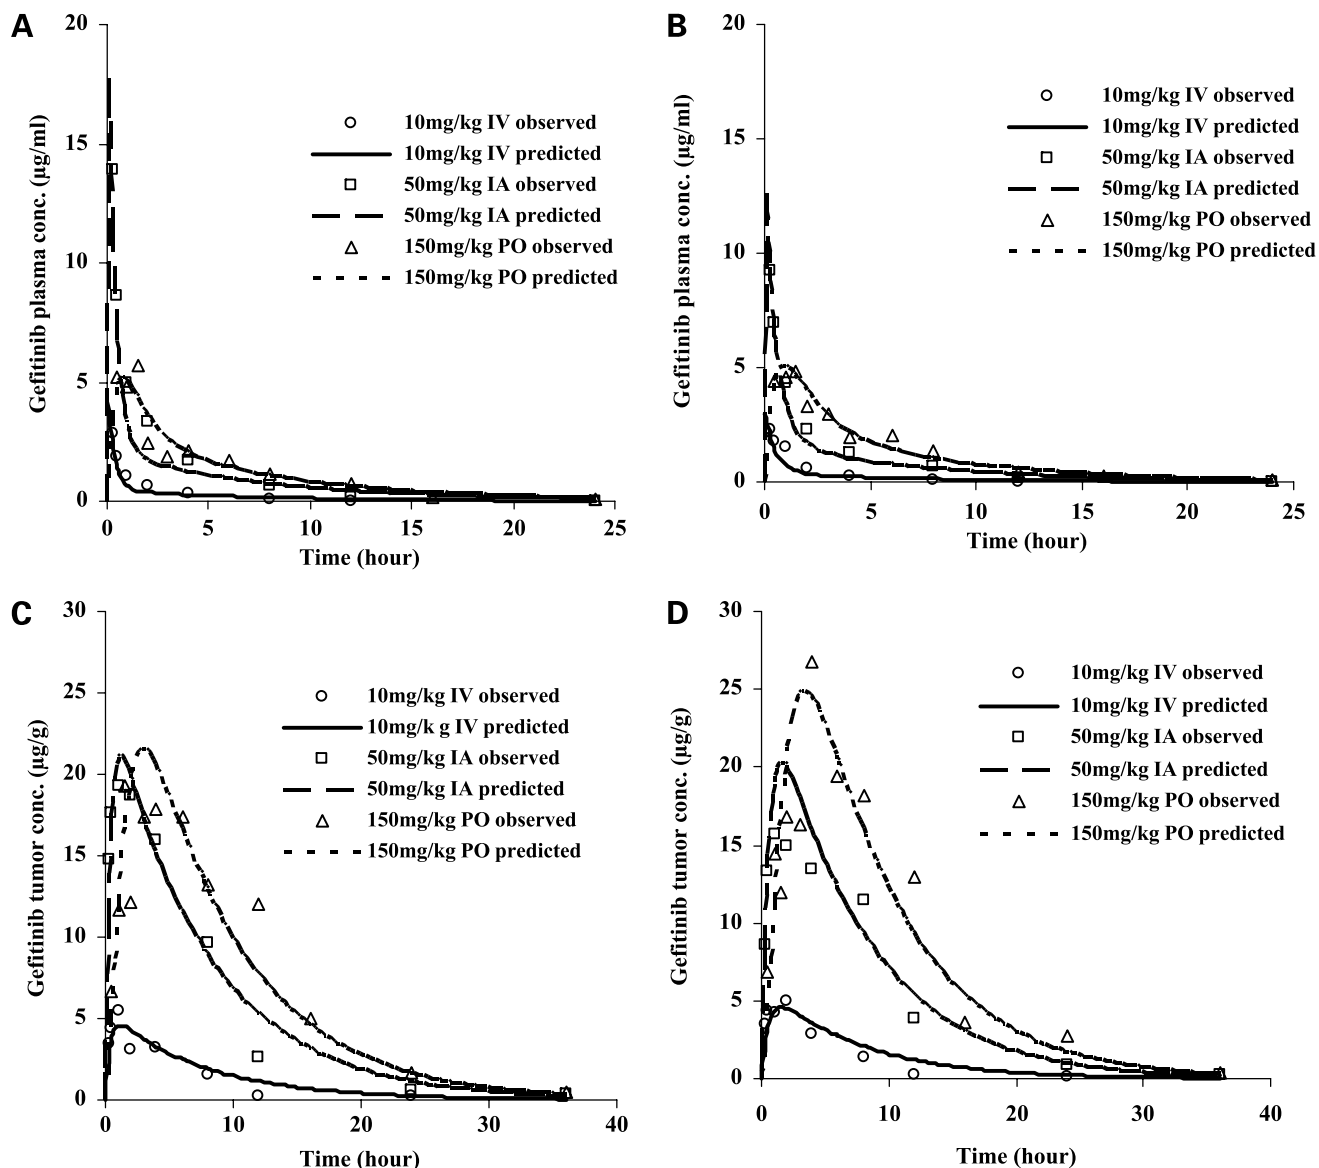 A
Gefitinib plasma conc. (µg/ml)
20
15
10
5
0
10mg/kg IV observed
10mg/kg IV predicted
50mg/kg IA observed
50mg/kg IA predicted
150mg/kg PO observed
150mg/kg PO predicted
0 5 10 15 20 25
Time (hour)
B
Gefitinib plasma conc. (µg/ml)
20
15
10
5
0
10mg/kg IV observed
10mg/kg IV predicted
50mg/kg IA observed
50mg/kg IA predicted
150mg/kg PO observed
150mg/kg PO predicted
0 5 10 15 20 25
Time (hour)
C
Gefitinib tumor conc. (µg/g)
30
25
20
15
10
5
0
10mg/kg IV observed
10mg/k g IV predicted
50mg/kg IA observed
50mg/kg IA predicted
150mg/kg PO observed
150mg/kg PO predicted
0 10 20 30 40
Time (hour)
D
Gefitinib tumor conc. (µg/g)
30
25
20
15
10
5
0
10mg/kg IV observed
10mg/kg IV predicted
50mg/kg IA observed
50mg/kg IA predicted
150mg/kg PO observed
150mg/kg PO predicted
0 10 20 30 40
Time (hour)